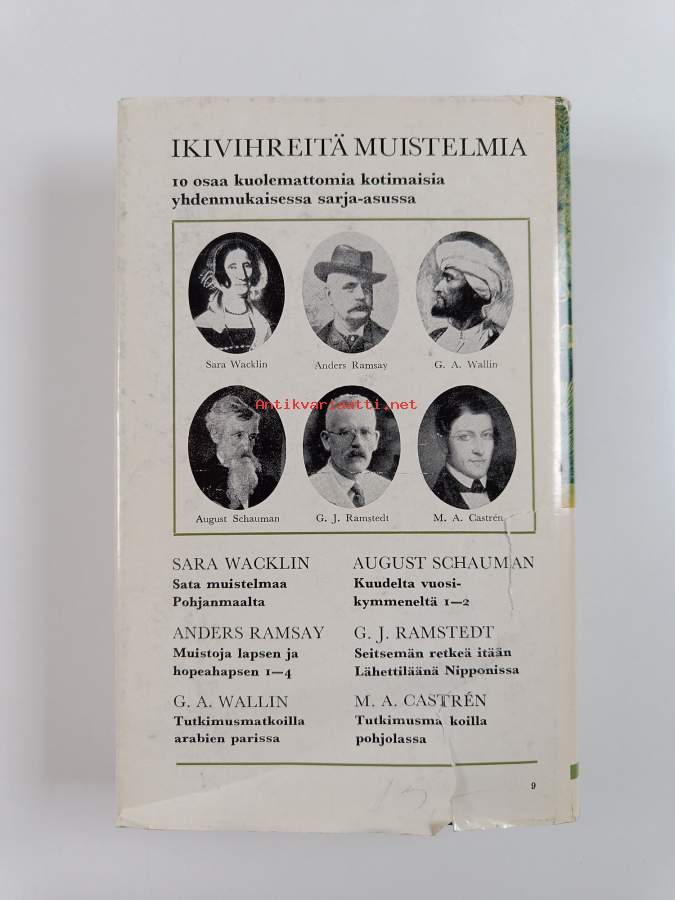 IKIVIHREITÄ MUISTELMIA
10 osaa kuolemattomia kotimaisia
yhdenmukaisessa sarja-asussa
Sara Wacklin
Anders Ramsay
G. A. Wallin
Antikvariaatti.net
August Schauman
G. J. Ramstedt
M. A. Castrén
SARA WACKLIN
Sata muistelmaa
Pohjanmaalta
ANDERS RAMSAY
Muistoja lapsen ja
hopeahapsen 1—4
G. A. WALLIN
Tutkimusmatkoilla
arabien parissa
AUGUST SCHAUMAN
Kuudelta vuosi-
kymmeneltä 1—2
G. J. RAMSTEDT
Seitsemän retkeä itään
Lähettiläänä Nipponissa
M. A. CASTRÉN
Tutkimusma koilla
pohjolassa
9